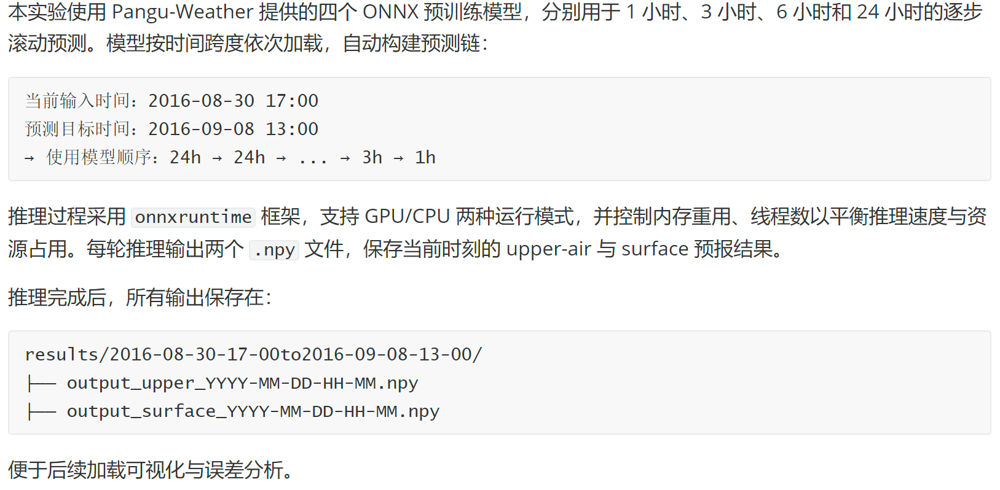 本实验使用 Pangu-Weather 提供的四个 ONNX 预训练模型，分别用于 1 小时、3 小时、6 小时和 24 小时的逐步
滚动预测。模型按时间跨度依次加载，自动构建预测链：
当前输入时间：2016-08-30 17:00
预测目标时间：2016-09-08 13:00
→ 使用模型顺序：24h → 24h → ... → 3h → 1h
推理过程采用 onnxruntime 框架，支持 GPU/CPU 两种运行模式，并控制内存重用、线程数以平衡推理速度与资
源占用。每轮推理输出两个 .npy 文件，保存当前时刻的 upper-air 与 surface 预报结果。
推理完成后，所有输出保存在：
results/2016-08-30-17-00to2016-09-08-13-00/
├── output_upper_YYYY-MM-DD-HH-MM.npy
├── output_surface_YYYY-MM-DD-HH-MM.npy
便于后续加载可视化与误差分析。